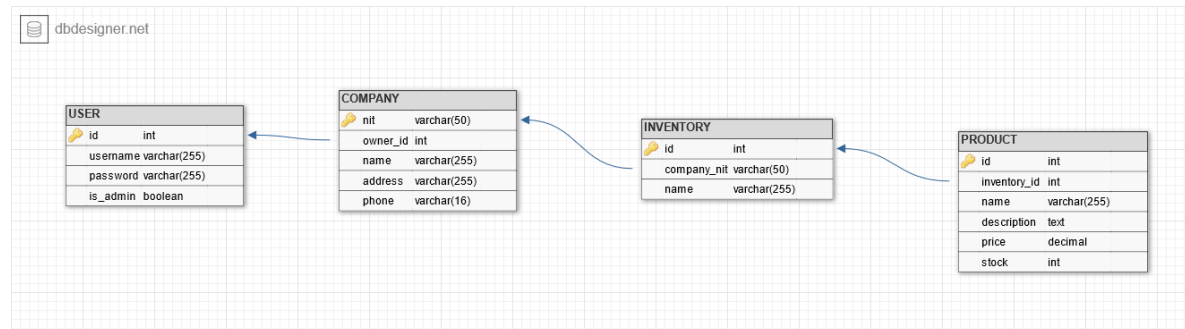 dbdesigner.net
USER
id int
username varchar(255)
password varchar(255)
is_admin boolean
COMPANY
nit varchar(50)
owner_id int
name varchar(255)
address varchar(255)
phone varchar(16)
INVENTORY
id int
company_nit varchar(50)
name varchar(255)
PRODUCT
id int
inventory_id int
name varchar(255)
description text
price decimal
stock int